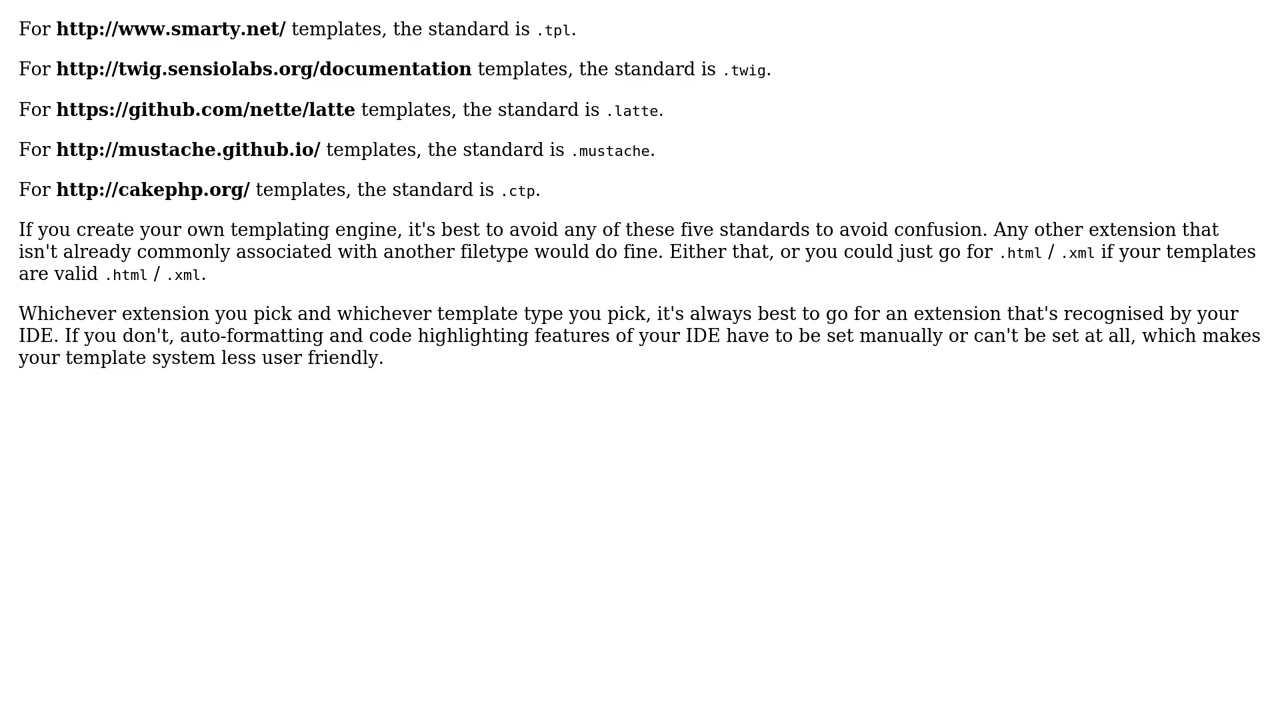 For http://www.smarty.net/ templates, the standard is .tpl.
For http://twig.sensiolabs.org/documentation templates, the standard is .twig.
For https://github.com/nette/latte templates, the standard is .latte.
For http://mustache.github.io/ templates, the standard is .mustache.
For http://cakephp.org/ templates, the standard is .ctp.
If you create your own templating engine, it's best to avoid any of these five standards to avoid confusion. Any other extension that
isn't already commonly associated with another filetype would do fine. Either that, or you could just go for .html / .xml if your templates
are valid .html / .xml.
Whichever extension you pick and whichever template type you pick, it's always best to go for an extension that's recognised by your
IDE. If you don't, auto-formatting and code highlighting features of your IDE have to be set manually or can't be set at all, which makes
your template system less user friendly.